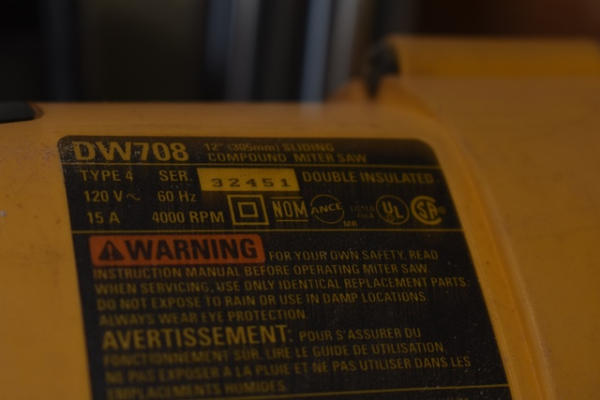 DW708 12" (305mm) SLIDING
COMPOUND MITER SAW
TYPE 4 SER. 32451 DOUBLE INSULATED
120 V~ 60 Hz NOM ANCE UL SA
15 A 4000 RPM MR
WARNING FOR YOUR OWN SAFETY, READ
INSTRUCTION MANUAL BEFORE OPERATING MITER SAW.
WHEN SERVICING, USE ONLY IDENTICAL REPLACEMENT PARTS.
DO NOT EXPOSE TO RAIN OR USE IN DAMP LOCATIONS.
ALWAYS WEAR EYE PROTECTION.
AVERTISSEMENT: POUR S'ASSURER DU
FONCTIONNEMENT SÛR, LIRE LE GUIDE DE UTILISATION.
NE PAS EXPOSER A LA PLUIE ET NE PAS UTILISER DANS LES
EMPLACEMENTS HUMIDES.